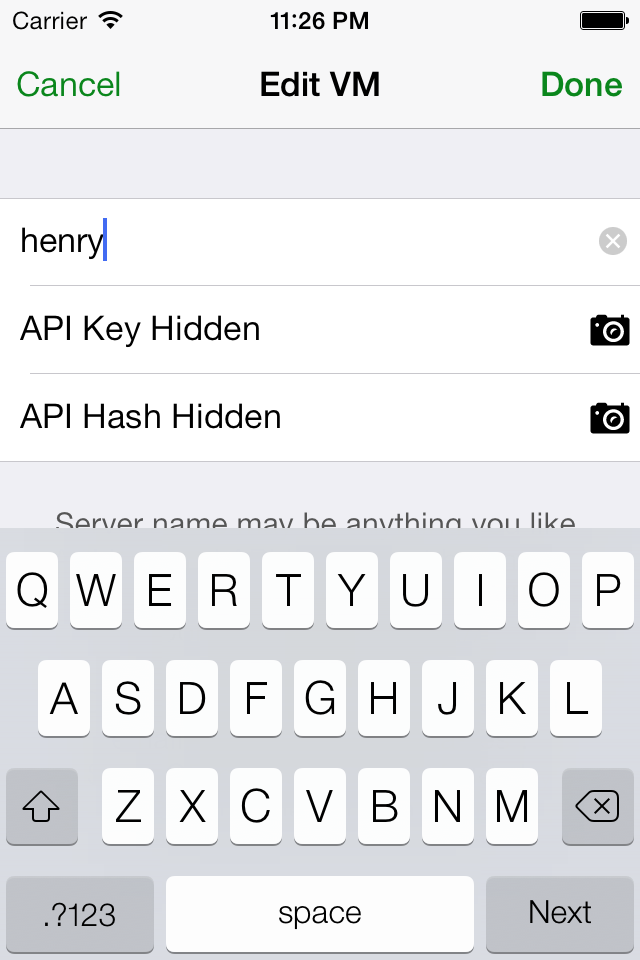 Carrier 11:26 PM
Cancel Edit VM Done
henry
API Key Hidden
API Hash Hidden
Server name may be anything you like
Q W E R T Y U I O P
A S D F G H J K L
Z X C V B N M
.?123 space Next